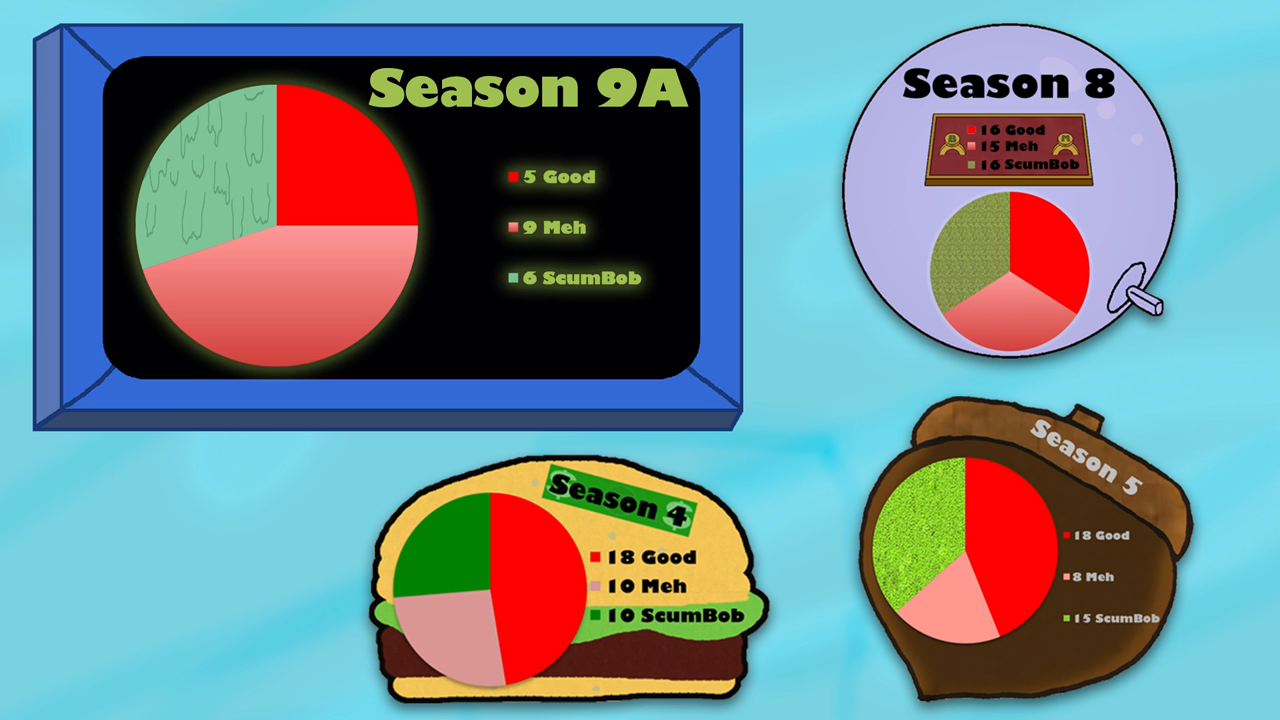 Season 9A
5 Good
9 Meh
6 ScumBob
Season 8
16 Good
15 Meh
16 ScumBob
B
M
Season 4
18 Good
10 Meh
10 ScumBob
Season 5
18 Good
8 Meh
15 ScumBob